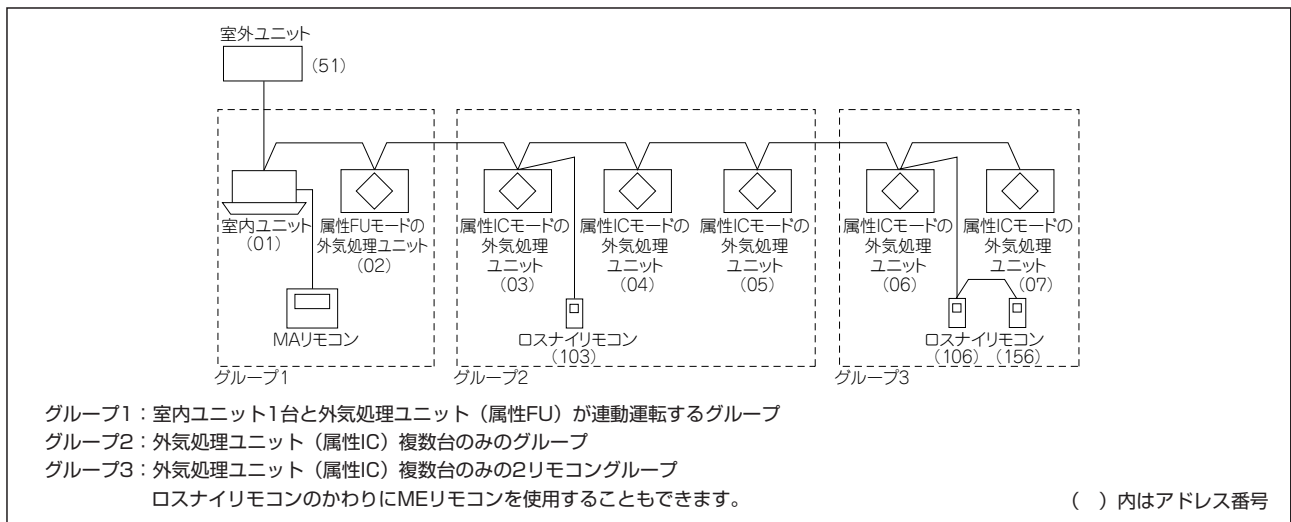 室外ユニット
(51)
室内ユニット
(01)
属性FUモードの
外気処理ユニット
(02)
MAリモコン
グループ1
属性ICモードの
外気処理
ユニット
(03)
属性ICモードの
外気処理
ユニット
(04)
属性ICモードの
外気処理
ユニット
(05)
ロスナイリモコン
(103)
グループ2
属性ICモードの
外気処理
ユニット
(06)
属性ICモードの
外気処理
ユニット
(07)
ロスナイリモコン
(106) (156)
グループ3
グループ1：室内ユニット1台と外気処理ユニット（属性FU）が連動運転するグループ
グループ2：外気処理ユニット（属性IC）複数台のみのグループ
グループ3：外気処理ユニット（属性IC）複数台のみの2リモコングループ
ロスナイリモコンのかわりにMEリモコンを使用することもできます。
（　）内はアドレス番号